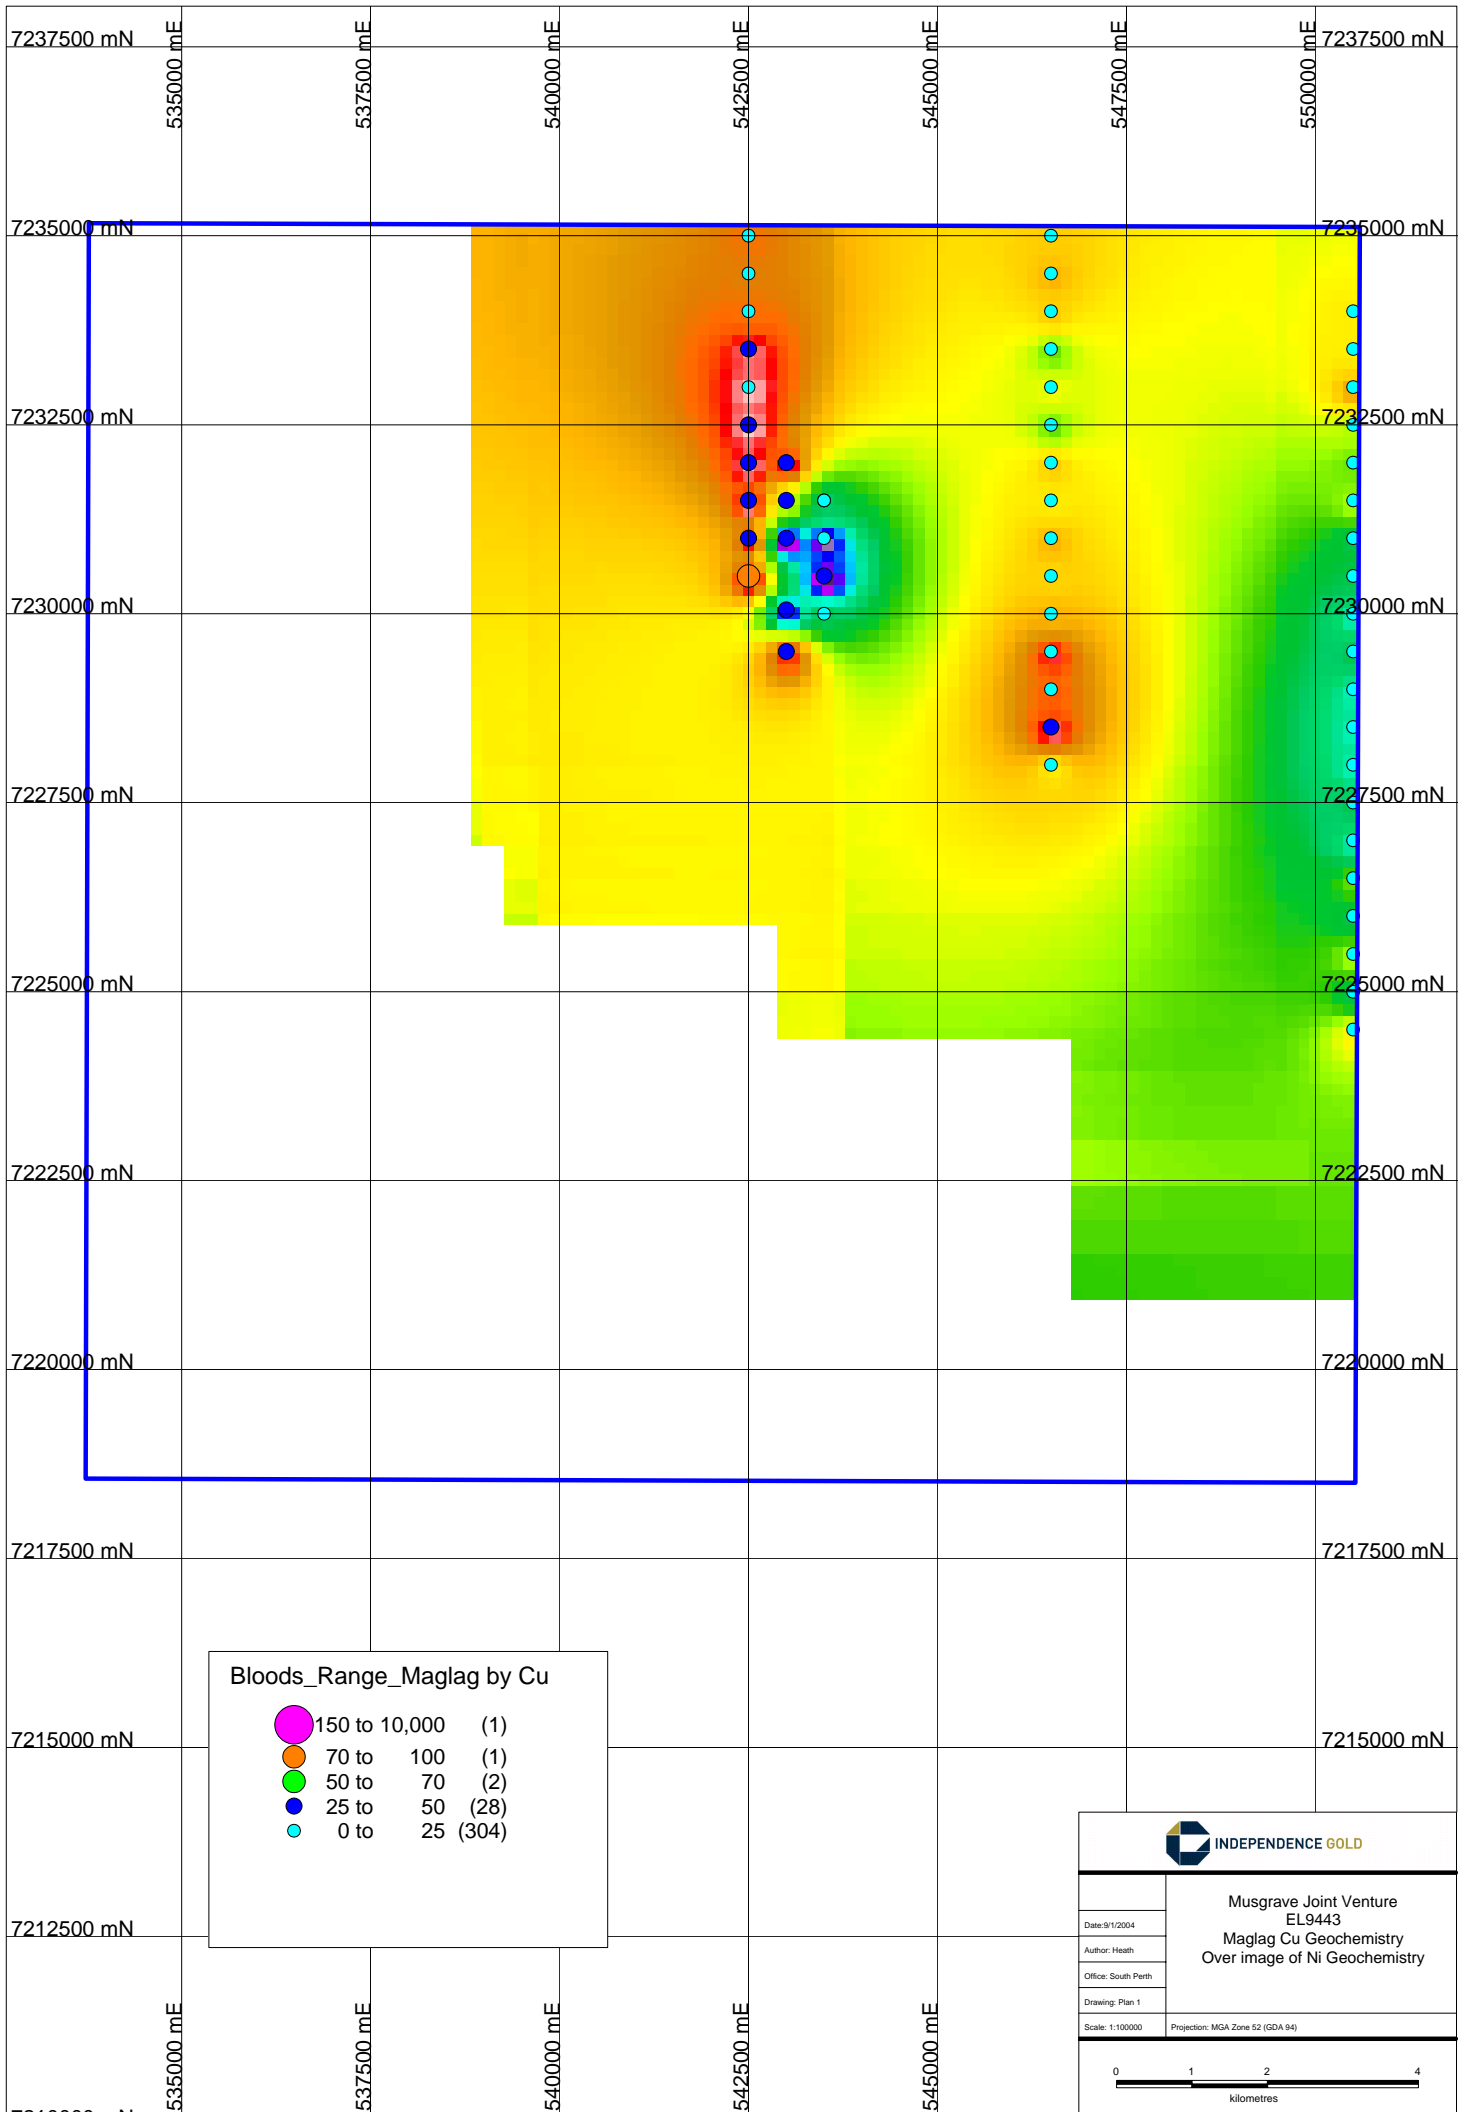 535000 mE
537500 mE
540000 mE
542500 mE
545000 mE
547500 mE
550000 mE
7237500 mN
7237500 mN
7235000 mN
7235000 mN
7232500 mN
7232500 mN
7230000 mN
7230000 mN
7227500 mN
7227500 mN
7225000 mN
7225000 mN
7222500 mN
7222500 mN
7220000 mN
7220000 mN
7217500 mN
7217500 mN
Bloods_Range_Maglag by Cu
150 to 10,000 (1)
70 to 100 (1)
50 to 70 (2)
25 to 50 (28)
0 to 25 (304)
7215000 mN
7215000 mN
7212500 mN
INDEPENDENCE GOLD
Musgrave Joint Venture
EL9443
Maglag Cu Geochemistry
Over image of Ni Geochemistry
Date:9/1/2004
Author: Heath
Office: South Perth
Drawing: Plan 1
Scale: 1:100000
Projection: MGA Zone 52 (GDA 94)
0 1 2 4
kilometres
535000 mE
537500 mE
540000 mE
542500 mE
545000 mE